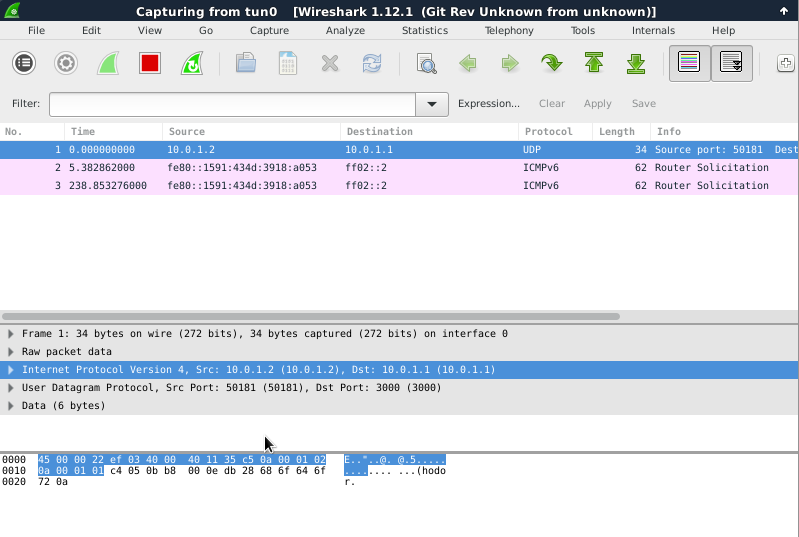 Capturing from tun0 [Wireshark 1.12.1 (Git Rev Unknown from unknown)]
File Edit View Go Capture Analyze Statistics Telephony Tools Internals Help
Filter: Expression... Clear Apply Save
No. Time Source Destination Protocol Length Info
1 0.000000000 10.0.1.2 10.0.1.1 UDP 34 Source port: 50181 Dest
2 5.382862000 fe80::1591:434d:3918:a053 ff02::2 ICMPv6 62 Router Solicitation
3 238.853276000 fe80::1591:434d:3918:a053 ff02::2 ICMPv6 62 Router Solicitation
Frame 1: 34 bytes on wire (272 bits), 34 bytes captured (272 bits) on interface 0
Raw packet data
Internet Protocol Version 4, Src: 10.0.1.2 (10.0.1.2), Dst: 10.0.1.1 (10.0.1.1)
User Datagram Protocol, Src Port: 50181 (50181), Dst Port: 3000 (3000)
Data (6 bytes)
0000 45 00 00 22 ef 03 40 00 40 11 35 c5 0a 00 01 02 E.."..@. @.5.....
0010 0a 00 01 01 c4 05 0b b8 00 0e db 28 68 6f 64 6f ........ ...(hodo
0020 72 0a r.